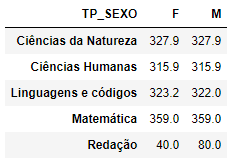 TP_SEXO F M
Ciências da Natureza 327.9 327.9
Ciências Humanas 315.9 315.9
Linguagens e códigos 323.2 322.0
Matemática 359.0 359.0
Redação 40.0 80.0